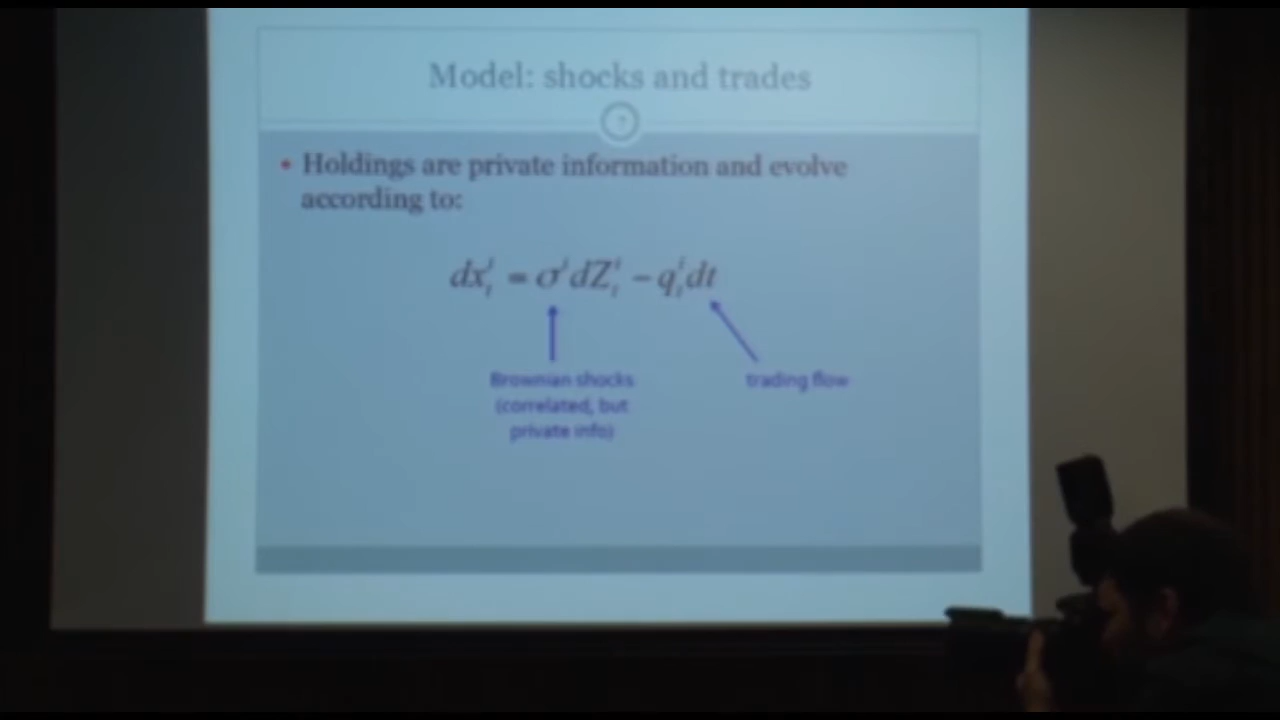 Model: shocks and trades
• Holdings are private information and evolve
according to:
dx_t^i = σ^i dZ_t^i − q_t^i dt
Brownian shocks
(correlated, but
private info)
trading flow